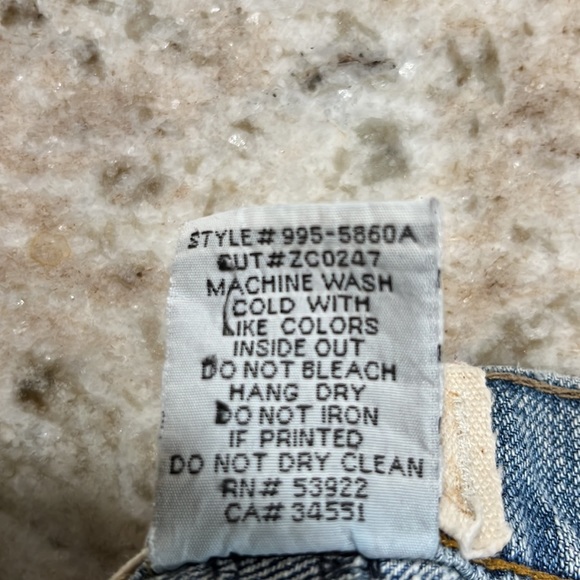 STYLE# 995-5860A
CUT#ZC0247
MACHINE WASH
COLD WITH
LIKE COLORS
INSIDE OUT
DO NOT BLEACH
HANG DRY
DO NOT IRON
IF PRINTED
DO NOT DRY CLEAN
RN# 53922
CA# 34551